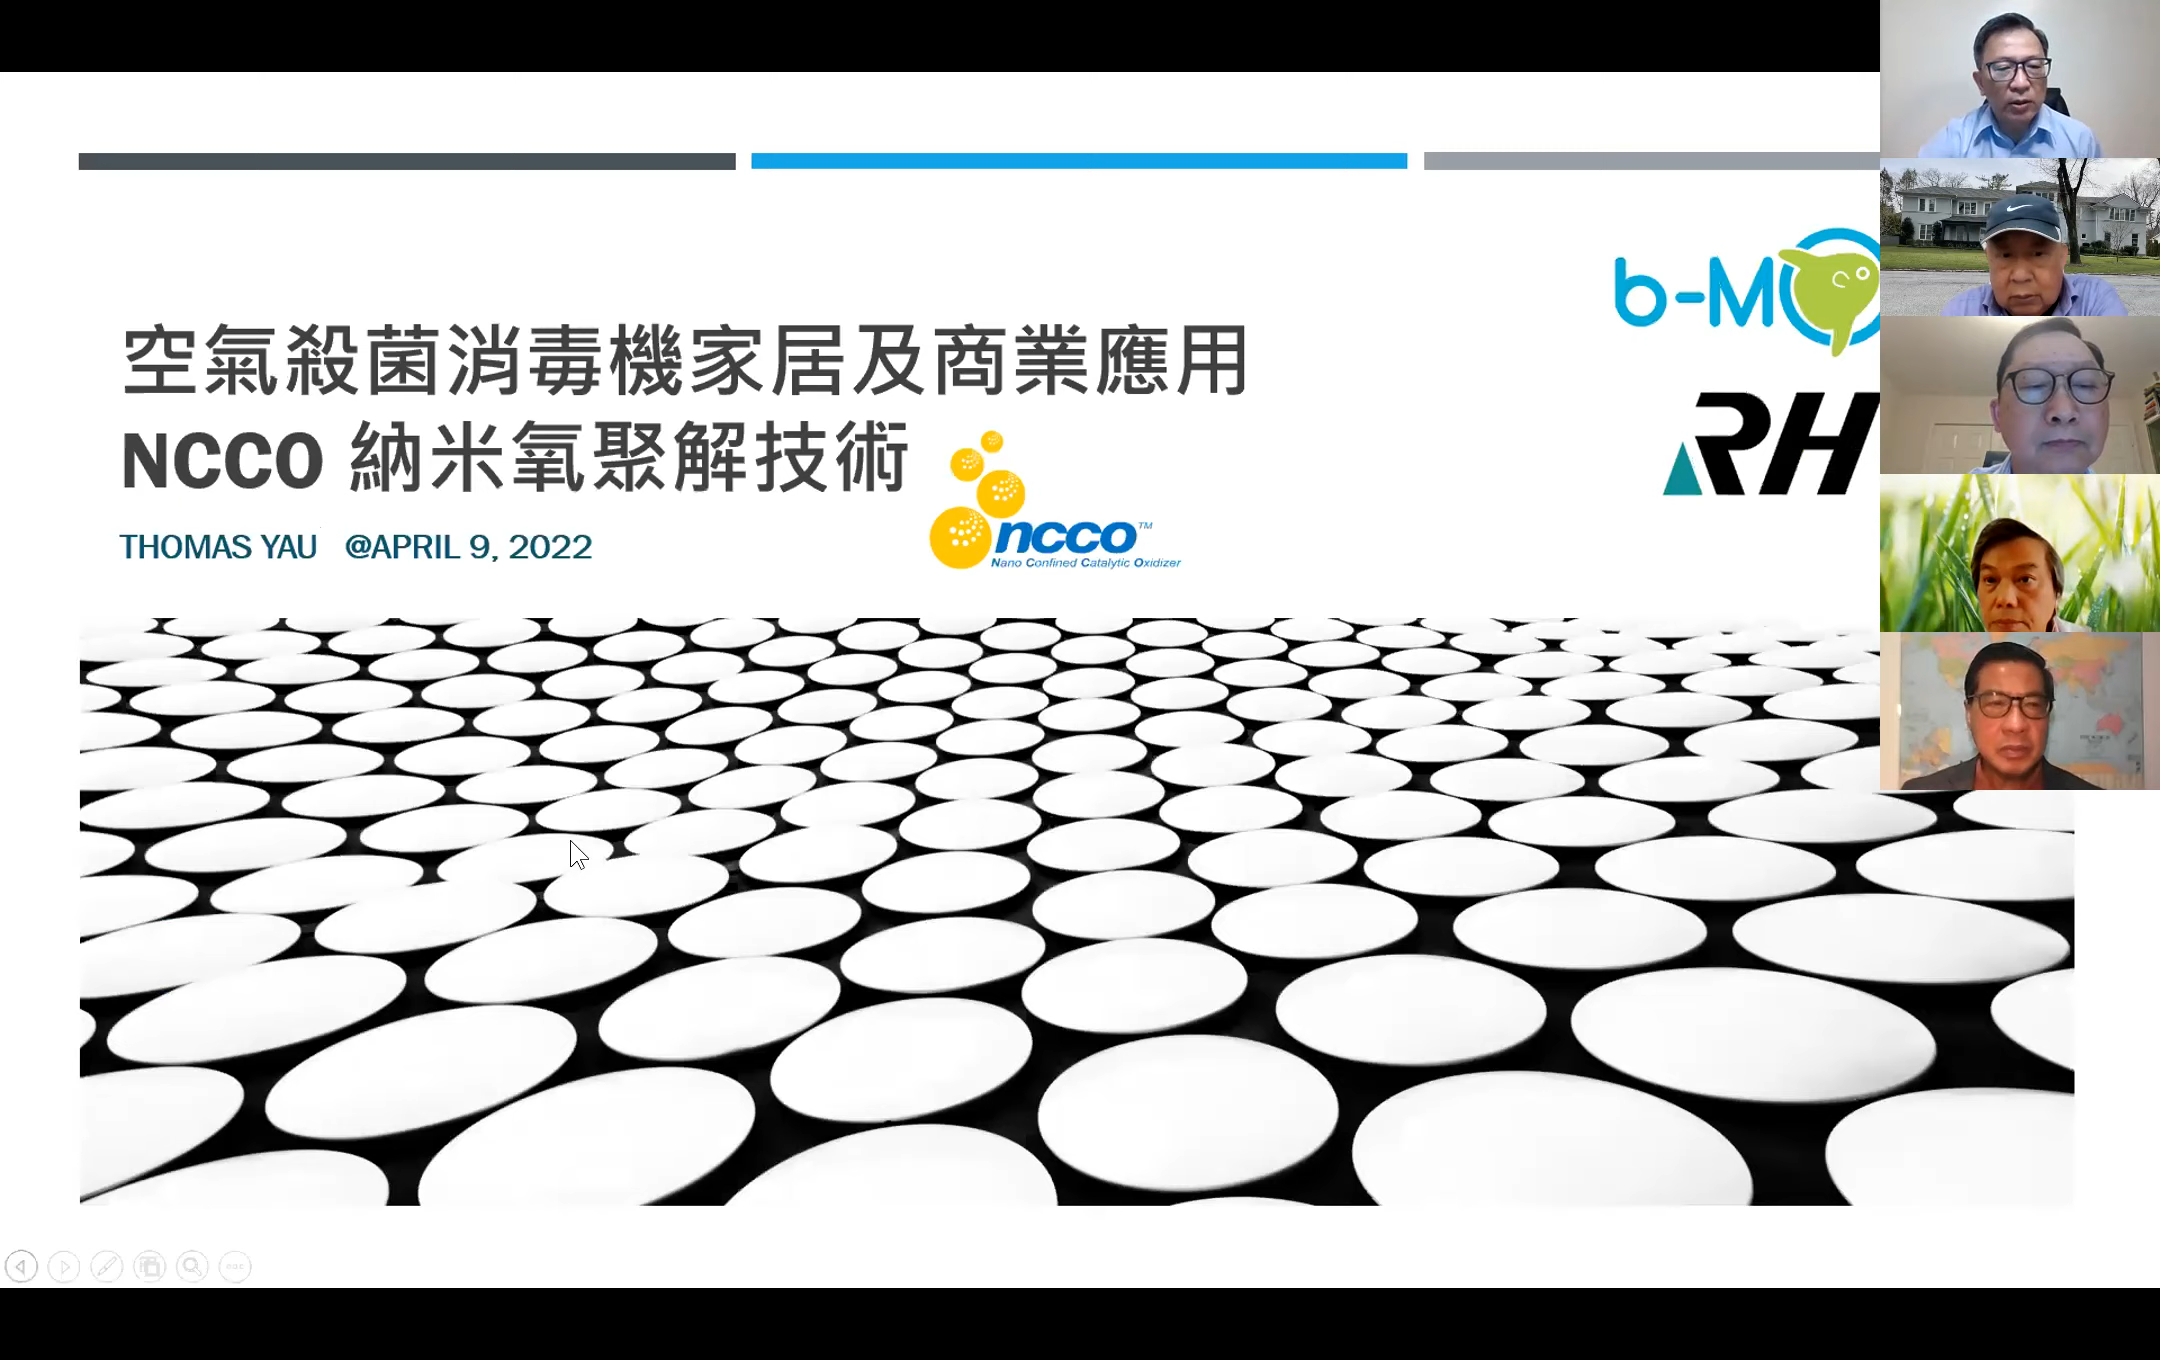 空氣殺菌消毒機家居及商業應用
NCCO 納米氧聚解技術
THOMAS YAU @APRIL 9, 2022
ncco™
Nano Confined Catalytic Oxidizer
b-MO
RH